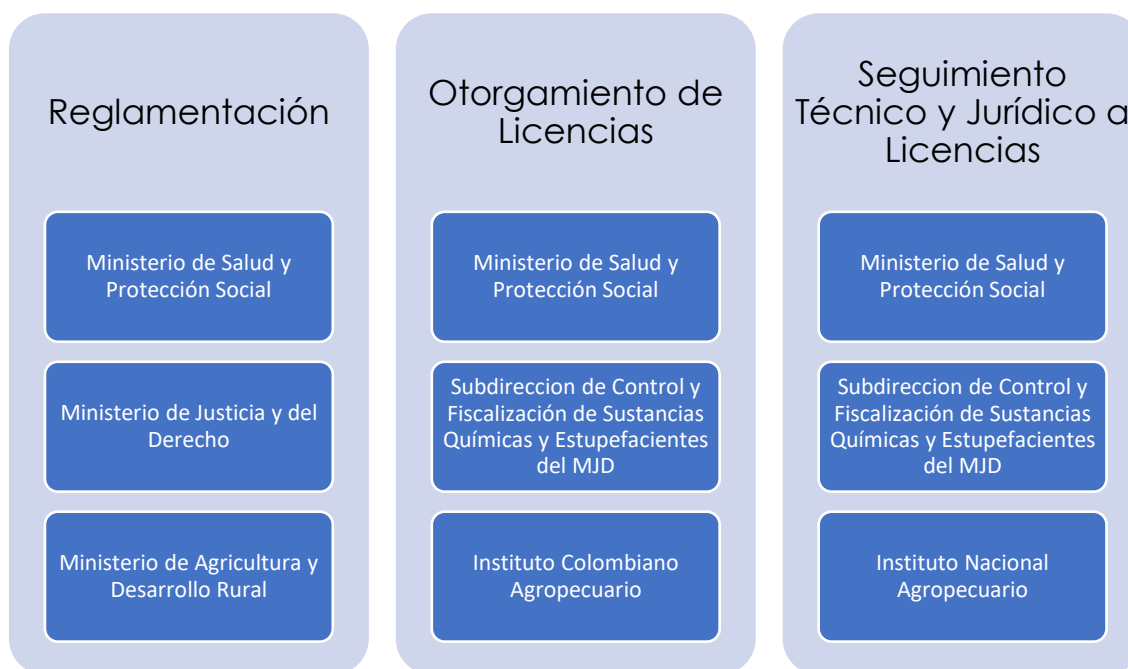 Reglamentación
Ministerio de Salud y
Protección Social
Ministerio de Justicia y del
Derecho
Ministerio de Agricultura y
Desarrollo Rural
Otorgamiento de
Licencias
Ministerio de Salud y
Protección Social
Subdireccion de Control y
Fiscalización de Sustancias
Químicas y Estupefacientes
del MJD
Instituto Colombiano
Agropecuario
Seguimiento
Técnico y Jurídico a
Licencias
Ministerio de Salud y
Protección Social
Subdireccion de Control y
Fiscalización de Sustancias
Químicas y Estupefacientes
del MJD
Instituto Nacional
Agropecuario